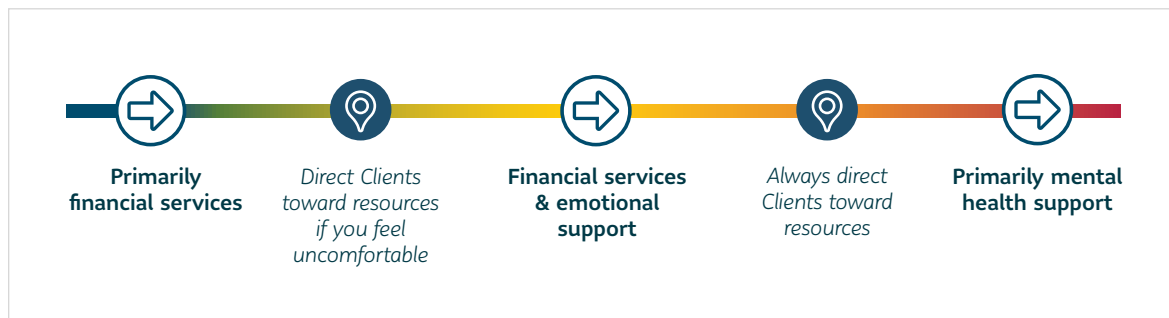 Primarily
financial services
Direct Clients
toward resources
if you feel
uncomfortable
Financial services
& emotional
support
Always direct
Clients toward
resources
Primarily mental
health support